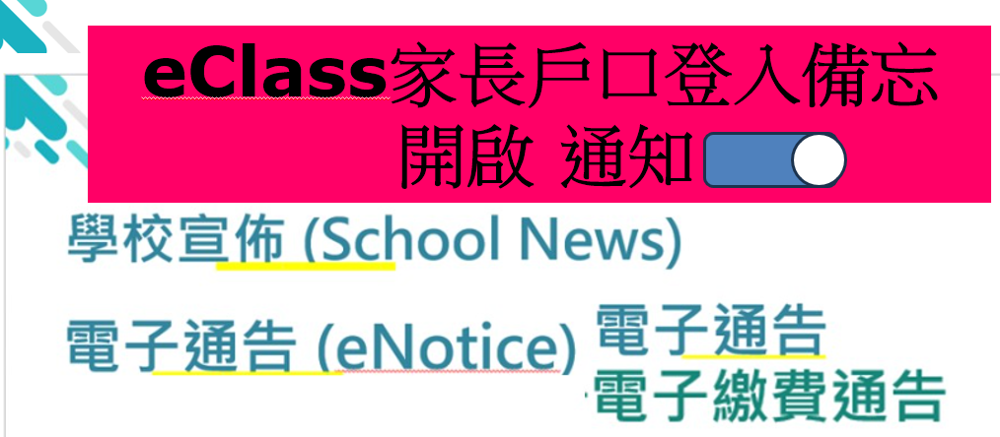 eClass家長戶口登入備忘
開啟 通知
學校宣佈 (School News)
電子通告 (eNotice)
電子通告
電子繳費通告